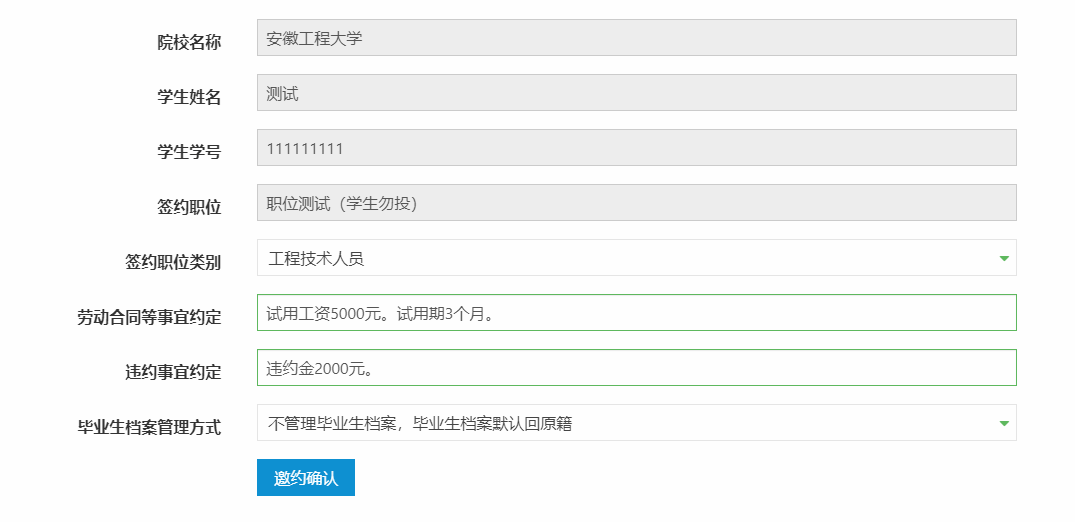 院校名称 安徽工程大学
学生姓名 测试
学生学号 111111111
签约职位 职位测试（学生勿投）
签约职位类别 工程技术人员
劳动合同等事宜约定 试用工资5000元。试用期3个月。
违约事宜约定 违约金2000元。
毕业生档案管理方式 不管理毕业生档案，毕业生档案默认回原籍
邀约确认